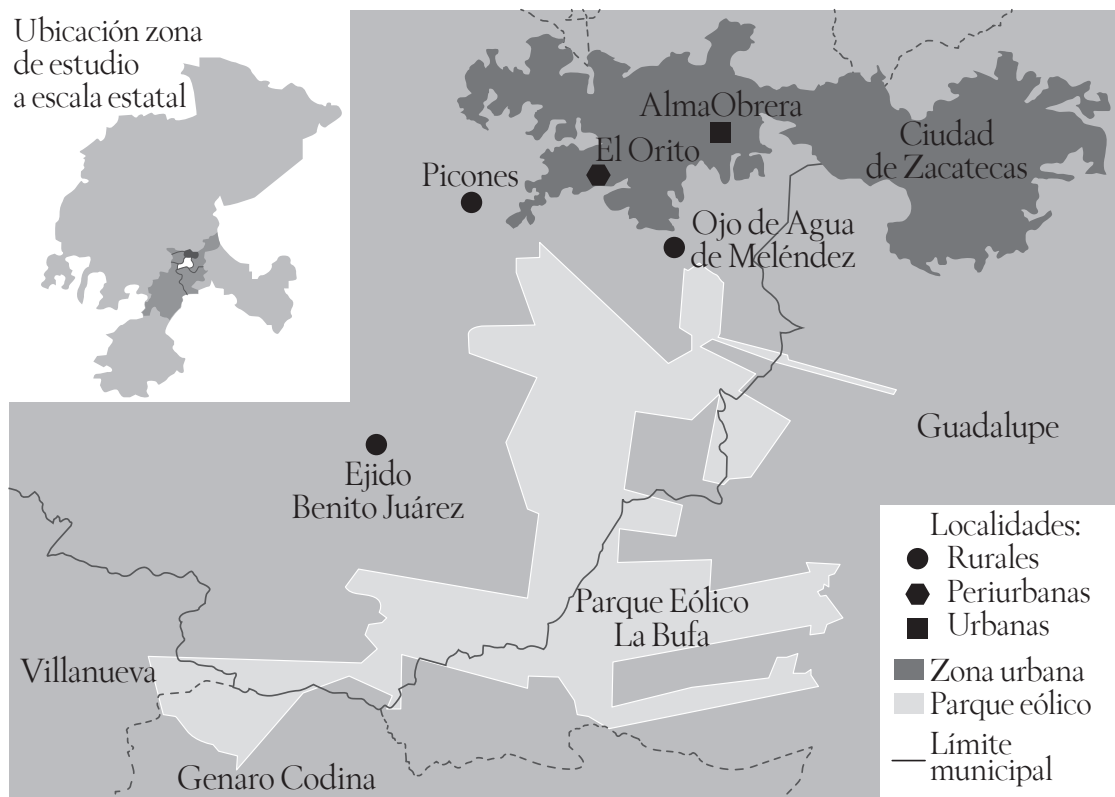 Ubicación zona
de estudio
a escala estatal
AlmaObrera
El Orito
Ciudad
de Zacatecas
Picones
Ojo de Agua
de Meléndez
Guadalupe
Ejido
Benito Juárez
Parque Eólico
La Bufa
Villanueva
Genaro Codina
Localidades:
Rurales
Periurbanas
Urbanas
Zona urbana
Parque eólico
Límite
municipal